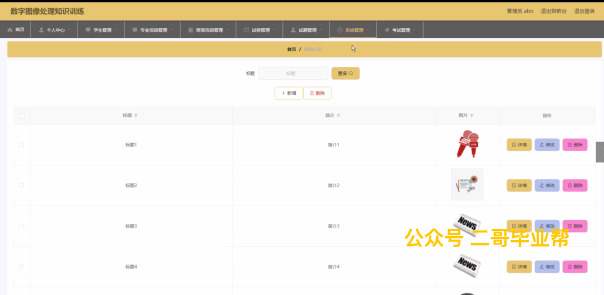 数字图像处理知识训练
管理员 abo 退出到前台 退出登录
首页 个人中心 学生管理 专业信息管理 班级信息管理 试卷管理 试题管理 系统管理 考试管理
首页 /
标题 标题 查询
+ 新增 删除
标题 简介 图片 操作
标题1 简介1 详情 修改 删除
标题2 简介2 详情 修改 删除
标题3 简介3 NEWS 详情 修改 删除
公众号 二哥毕业帮
标题4 简介4 NEWS 详情 修改 删除